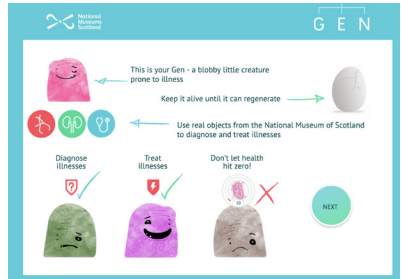 National
Museums
Scotland
G E N
This is your Gen - a blobby little creature
prone to illness
Keep it alive until it can regenerate
Use real objects from the National Museum of Scotland
to diagnose and treat illnesses
Diagnose
illnesses
Treat
illnesses
Don't let health
hit zero!
?
10
NEXT